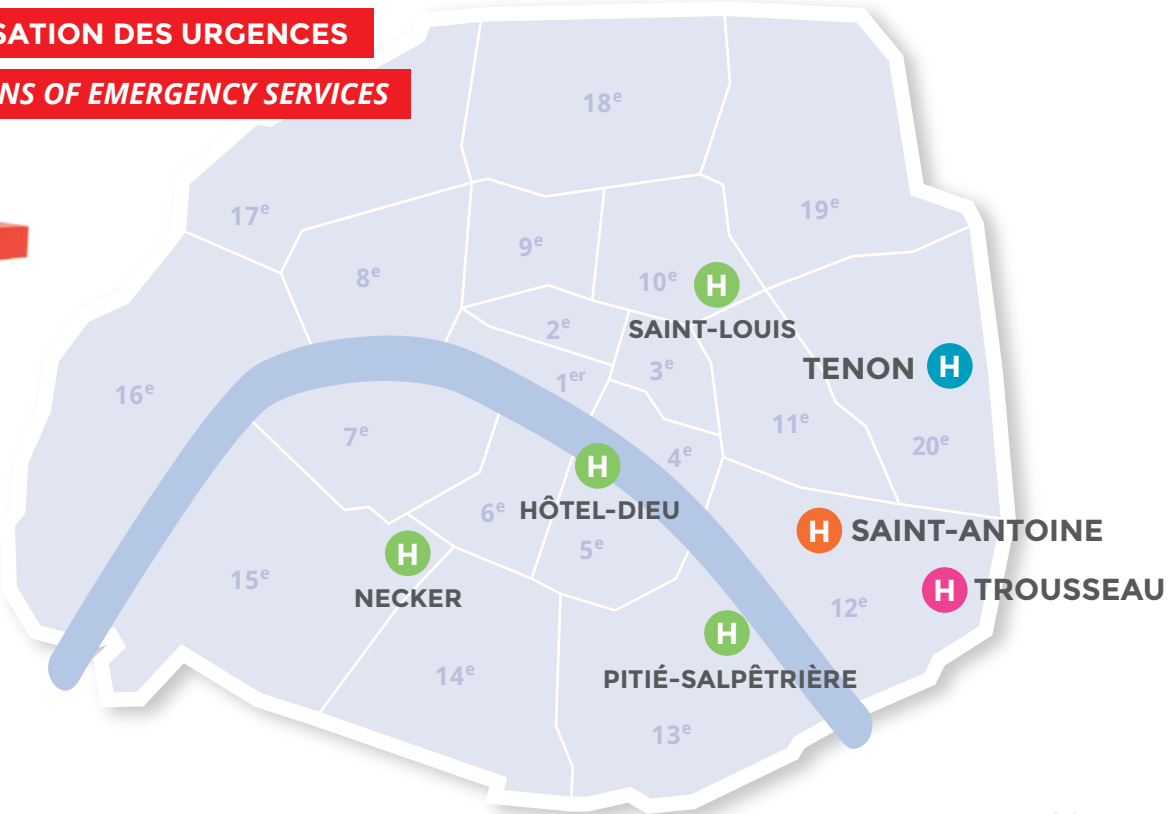 SATION DES URGENCES
NS OF EMERGENCY SERVICES
18e
17e
19e
9e
8e
10e
H
SAINT-LOUIS
2e
3e
TENON H
1er
16e
11e
7e
20e
4e
H
HÔTEL-DIEU
6e
5e
H SAINT-ANTOINE
H
NECKER
15e
H TROUSSEAU
12e
H
PITIÉ-SALPÊTRIÈRE
14e
13e